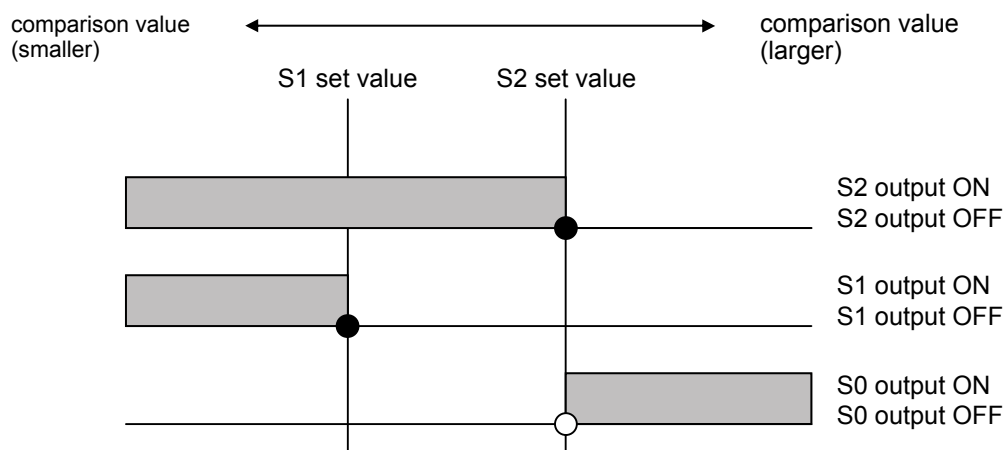 comparison value
(smaller)
comparison value
(larger)
S1 set value
S2 set value
S2 output ON
S2 output OFF
S1 output ON
S1 output OFF
S0 output ON
S0 output OFF